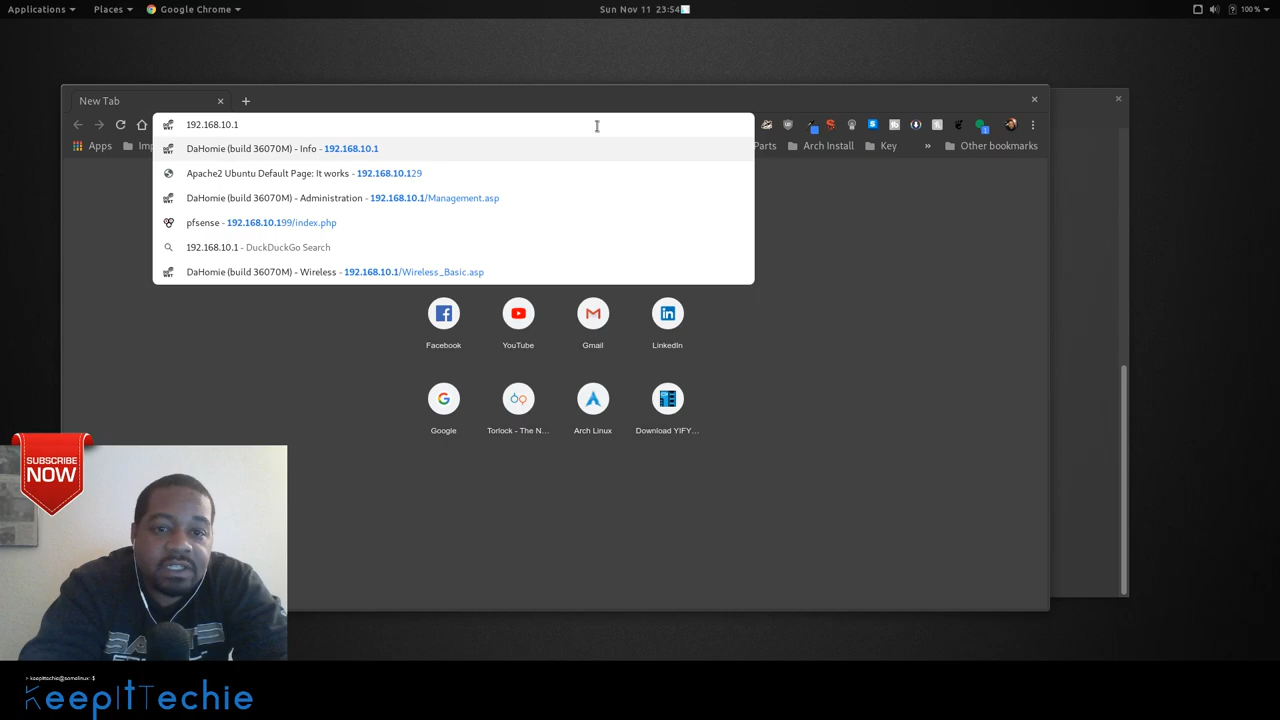 Applications Places Google Chrome Sun Nov 11 23:54 100%
New Tab
192.168.10.1
DaHomie (build 36070M) - Info - 192.168.10.1
Apache2 Ubuntu Default Page: It works - 192.168.10.129
DaHomie (build 36070M) - Administration - 192.168.10.1/Management.asp
pfsense - 192.168.10.199/index.php
192.168.10.1 - DuckDuckGo Search
DaHomie (build 36070M) - Wireless - 192.168.10.1/Wireless_Basic.asp
Apps Parts Arch Install Key » Other bookmarks
Facebook YouTube Gmail LinkedIn
Google Torlock - The N... Arch Linux Download YIFY...
SUBSCRIBE
NOW
> keepittechie@somelinux:~$
KeepItTechie